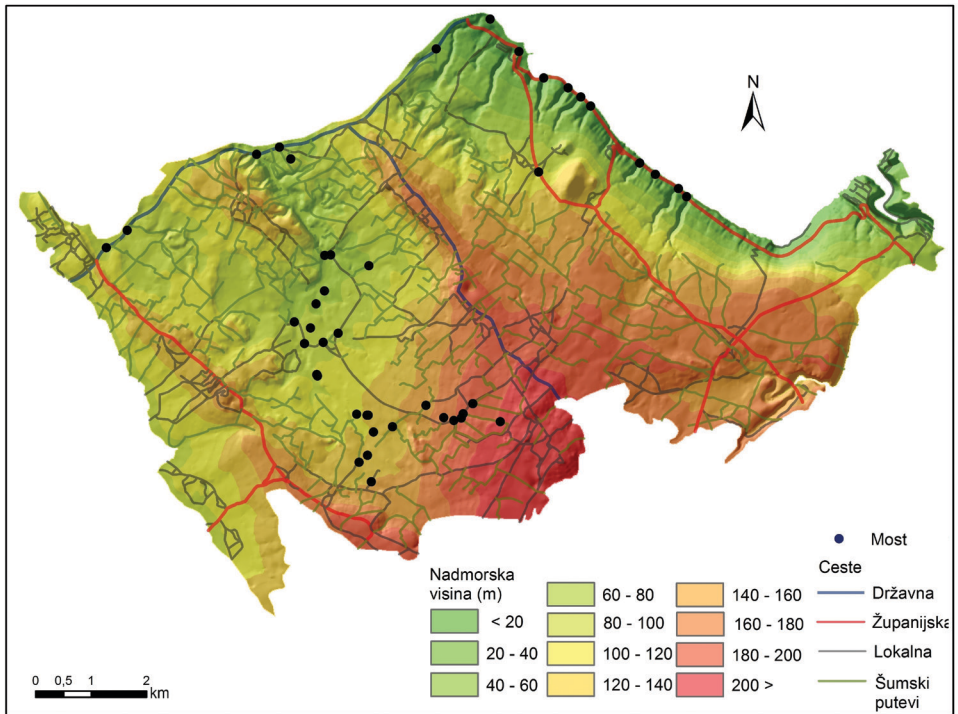 N
Most
Ceste
Državna
Županijska
Lokalna
Šumski
putevi
Nadmorska
visina (m)
< 20
20 - 40
40 - 60
60 - 80
80 - 100
100 - 120
120 - 140
140 - 160
160 - 180
180 - 200
200 >
0 0,5 1 2
km